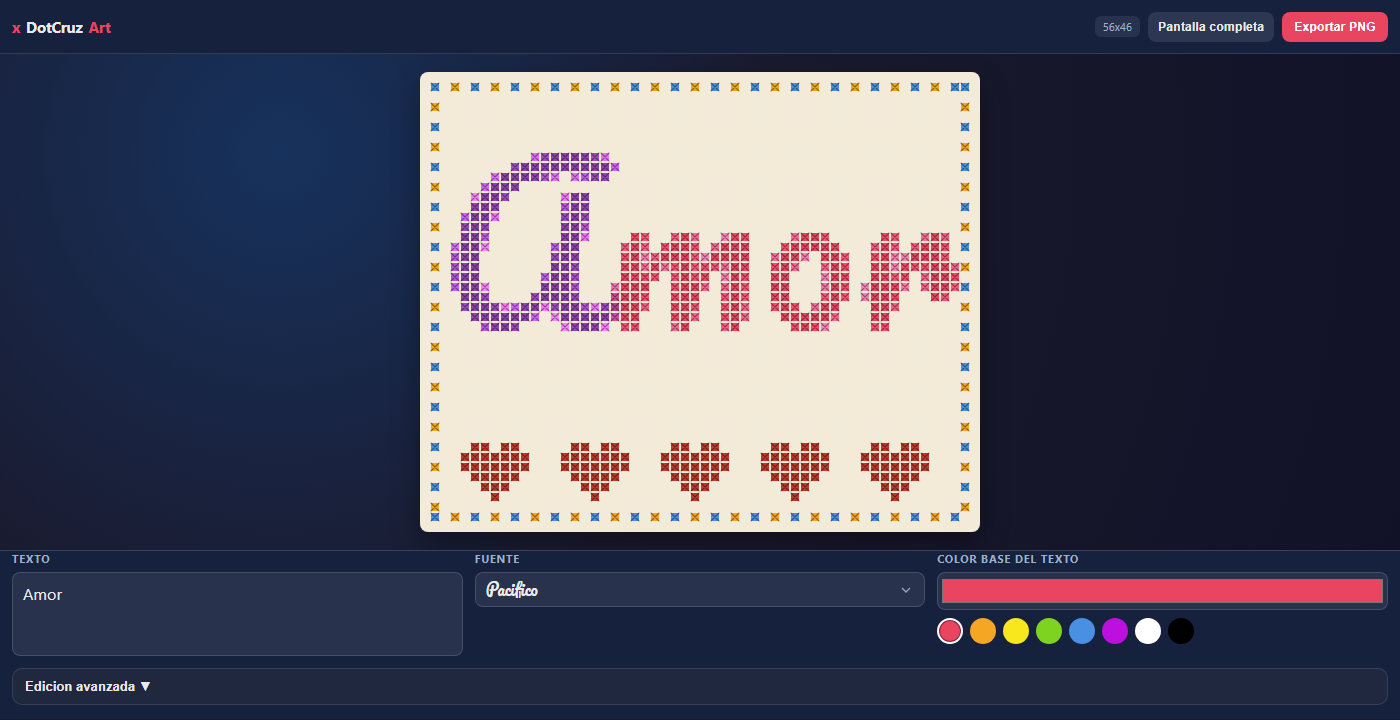 x DotCruz Art
56x46
Pantalla completa
Exportar PNG
Amor
TEXTO
Amor
FUENTE
Pacifico
COLOR BASE DEL TEXTO
Edicion avanzada ▼